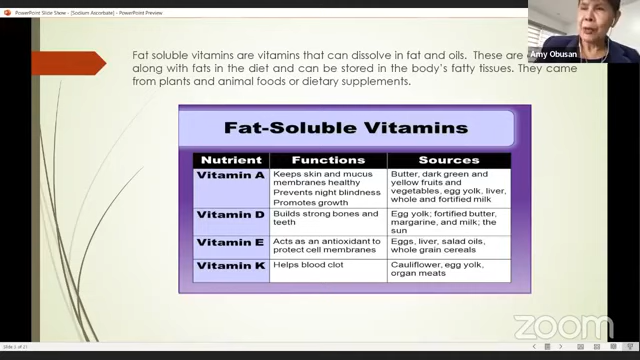 PowerPoint Slide Show - [Sodium Ascorbate] - PowerPoint Preview
Amy Obusan
Fat soluble vitamins are vitamins that can dissolve in fat and oils. These are
along with fats in the diet and can be stored in the body's fatty tissues. They came
from plants and animal foods or dietary supplements.
Fat-Soluble Vitamins
Nutrient Functions Sources
Vitamin A Keeps skin and mucus membranes healthy Prevents night blindness Promotes growth Butter, dark green and yellow fruits and vegetables, egg yolk, liver, whole and fortified milk
Vitamin D Builds strong bones and teeth Egg yolk; fortified butter, margarine, and milk; the sun
Vitamin E Acts as an antioxidant to protect cell membranes Eggs, liver, salad oils, whole grain cereals
Vitamin K Helps blood clot Cauliflower, egg yolk, organ meats
zoom